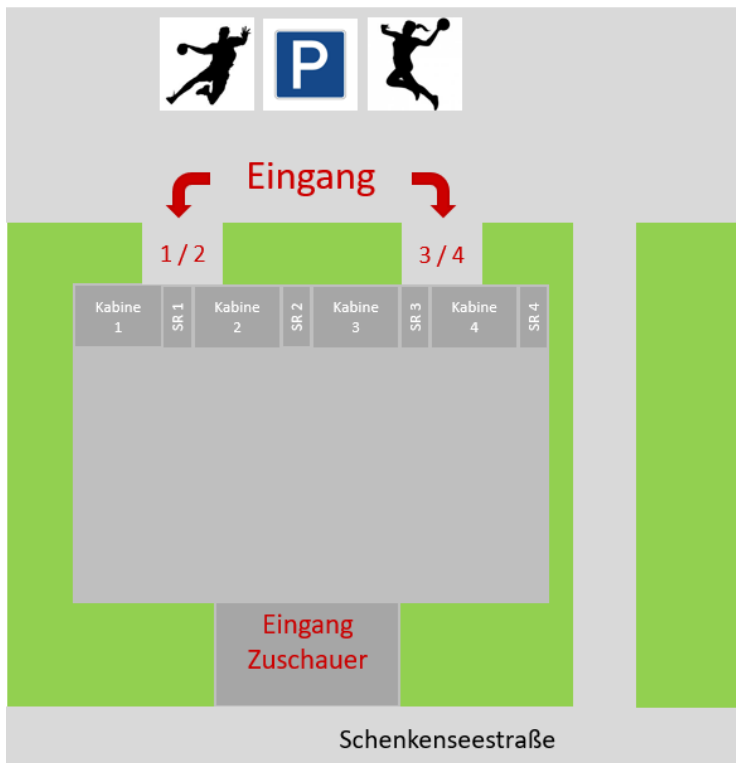 P
Eingang
1 / 2
3 / 4
Kabine
1
SR 1
Kabine
2
SR 2
Kabine
3
SR 3
Kabine
4
SR 4
Eingang
Zuschauer
Schenkenseestraße